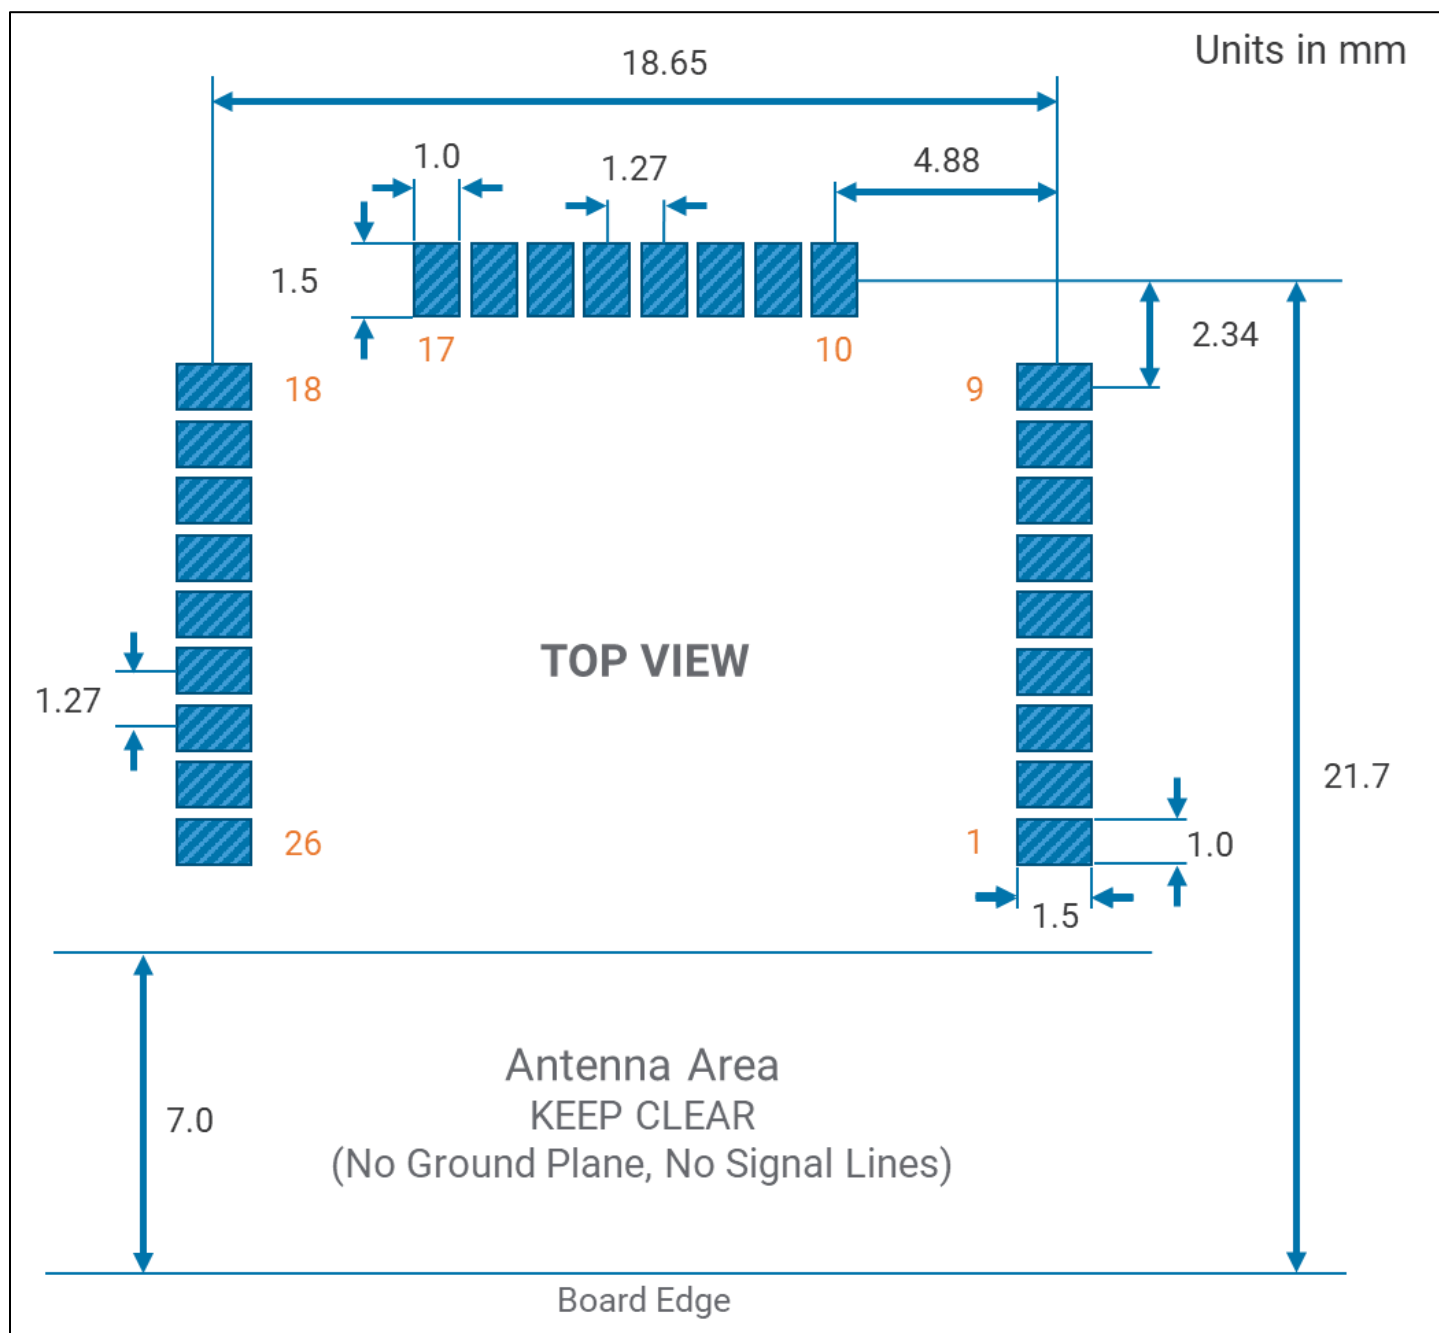 Units in mm
18.65
1.0
1.27
4.88
1.5
2.34
17
10
18
9
TOP VIEW
1.27
21.7
26
1
1.0
1.5
Antenna Area
KEEP CLEAR
7.0
(No Ground Plane, No Signal Lines)
Board Edge